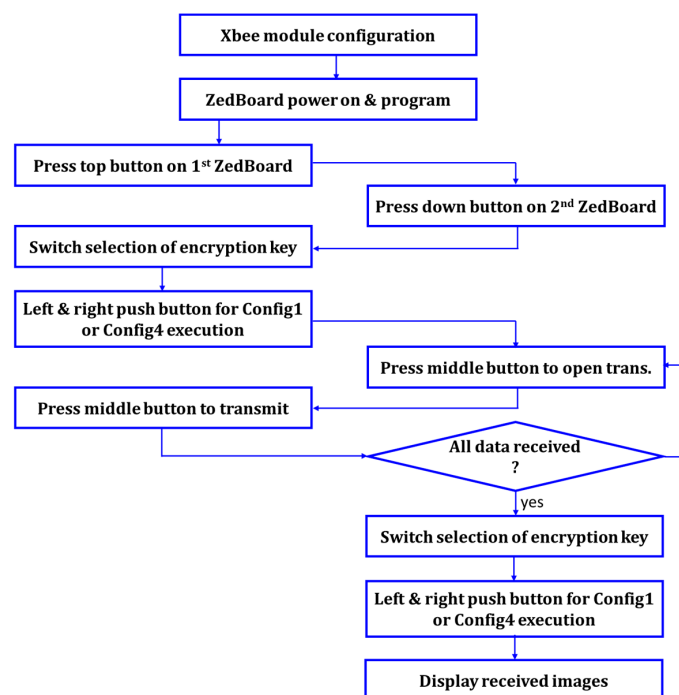 Xbee module configuration
ZedBoard power on & program
Press top button on 1st ZedBoard
Press down button on 2nd ZedBoard
Switch selection of encryption key
Left & right push button for Config1
or Config4 execution
Press middle button to open trans.
Press middle button to transmit
All data received
?
yes
Switch selection of encryption key
Left & right push button for Config1
or Config4 execution
Display received images